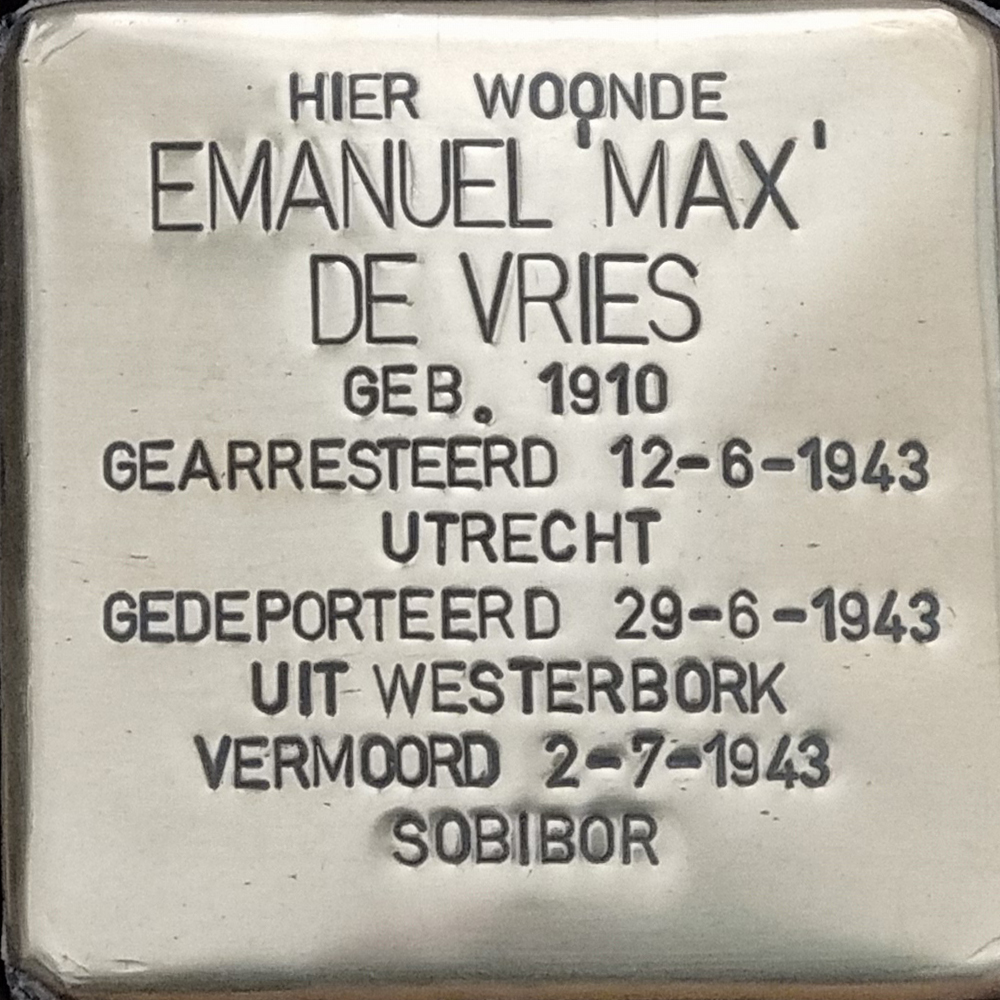 HIER WOONDE
EMANUEL 'MAX'
DE VRIES
GEB. 1910
GEARRESTEERD 12-6-1943
UTRECHT
GEDEPORTEERD 29-6-1943
UIT WESTERBORK
VERMOORD 2-7-1943
SOBIBOR